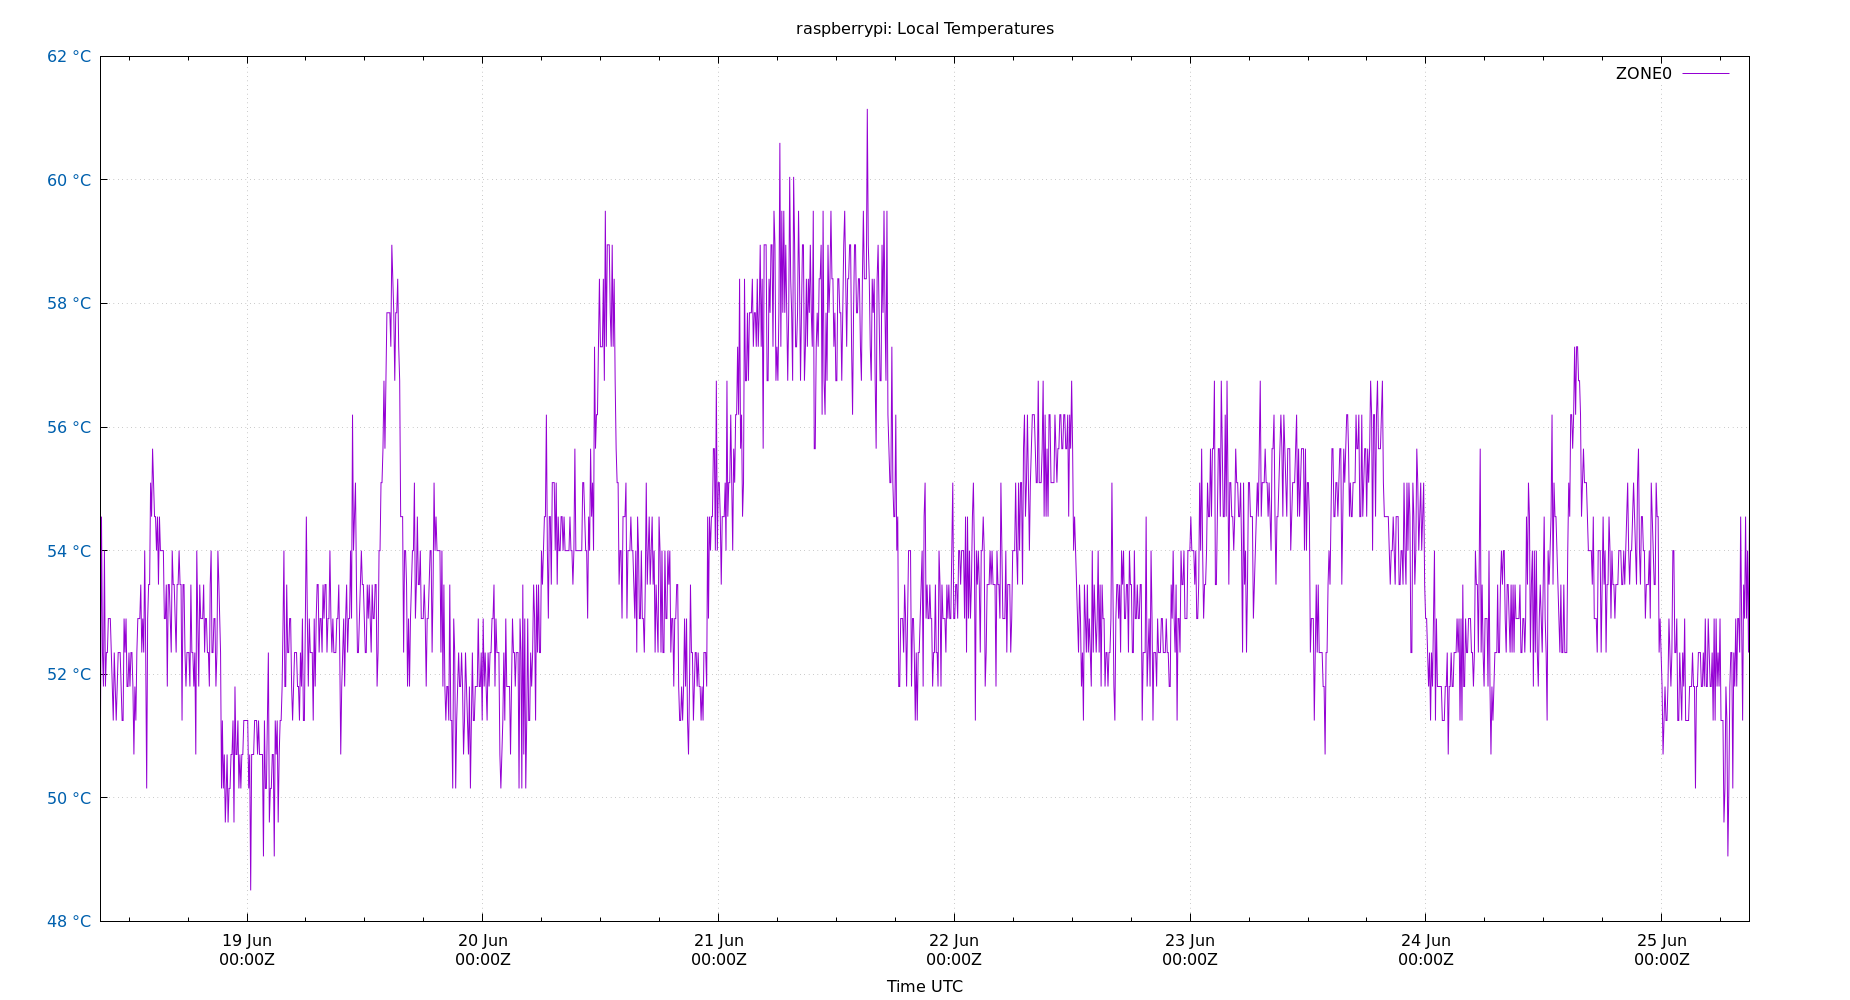 raspberrypi: Local Temperatures
62 °C
ZONE0
60 °C
58 °C
56 °C
54 °C
52 °C
50 °C
48 °C
19 Jun 20 Jun 21 Jun 22 Jun 23 Jun 24 Jun 25 Jun
00:00Z 00:00Z 00:00Z 00:00Z 00:00Z 00:00Z 00:00Z
Time UTC